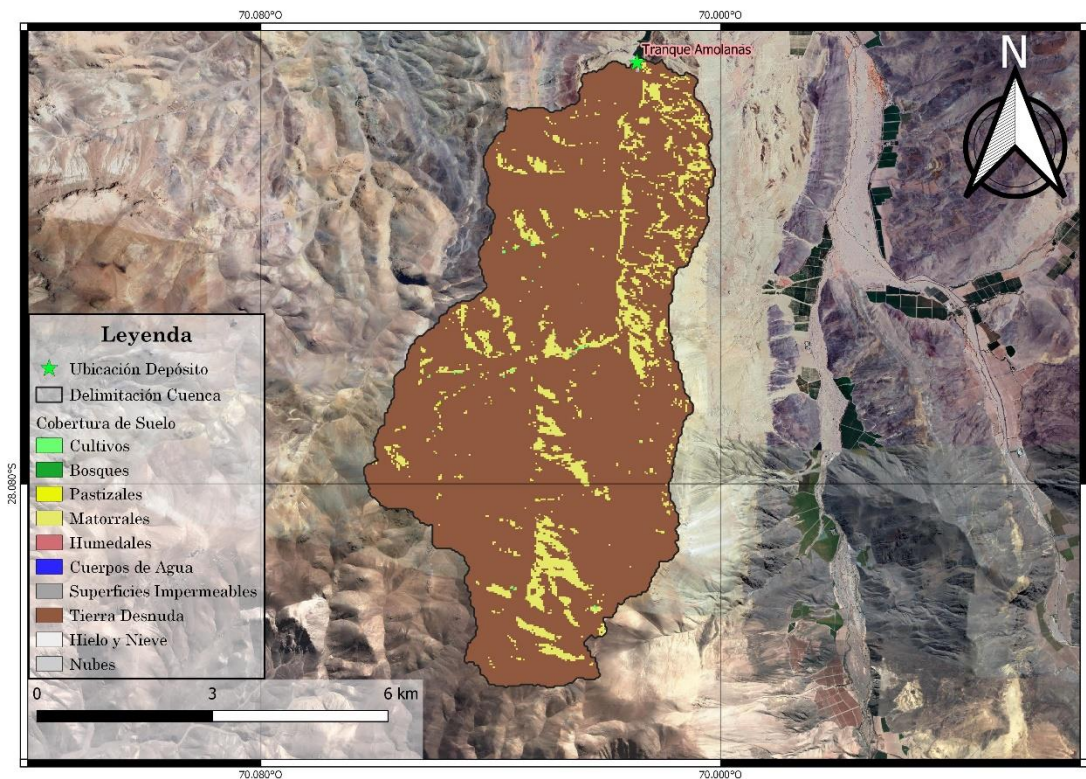 70.080°O
70.000°O
Tranque Amolanas
N
Leyenda
Ubicación Depósito
Delimitación Cuenca
Cobertura de Suelo
Cultivos
Bosques
Pastizales
Matorrales
Humedales
Cuerpos de Agua
Superficies Impermeables
Tierra Desnuda
Hielo y Nieve
Nubes
28.080°S
0 3 6 km
70.080°O
70.000°O